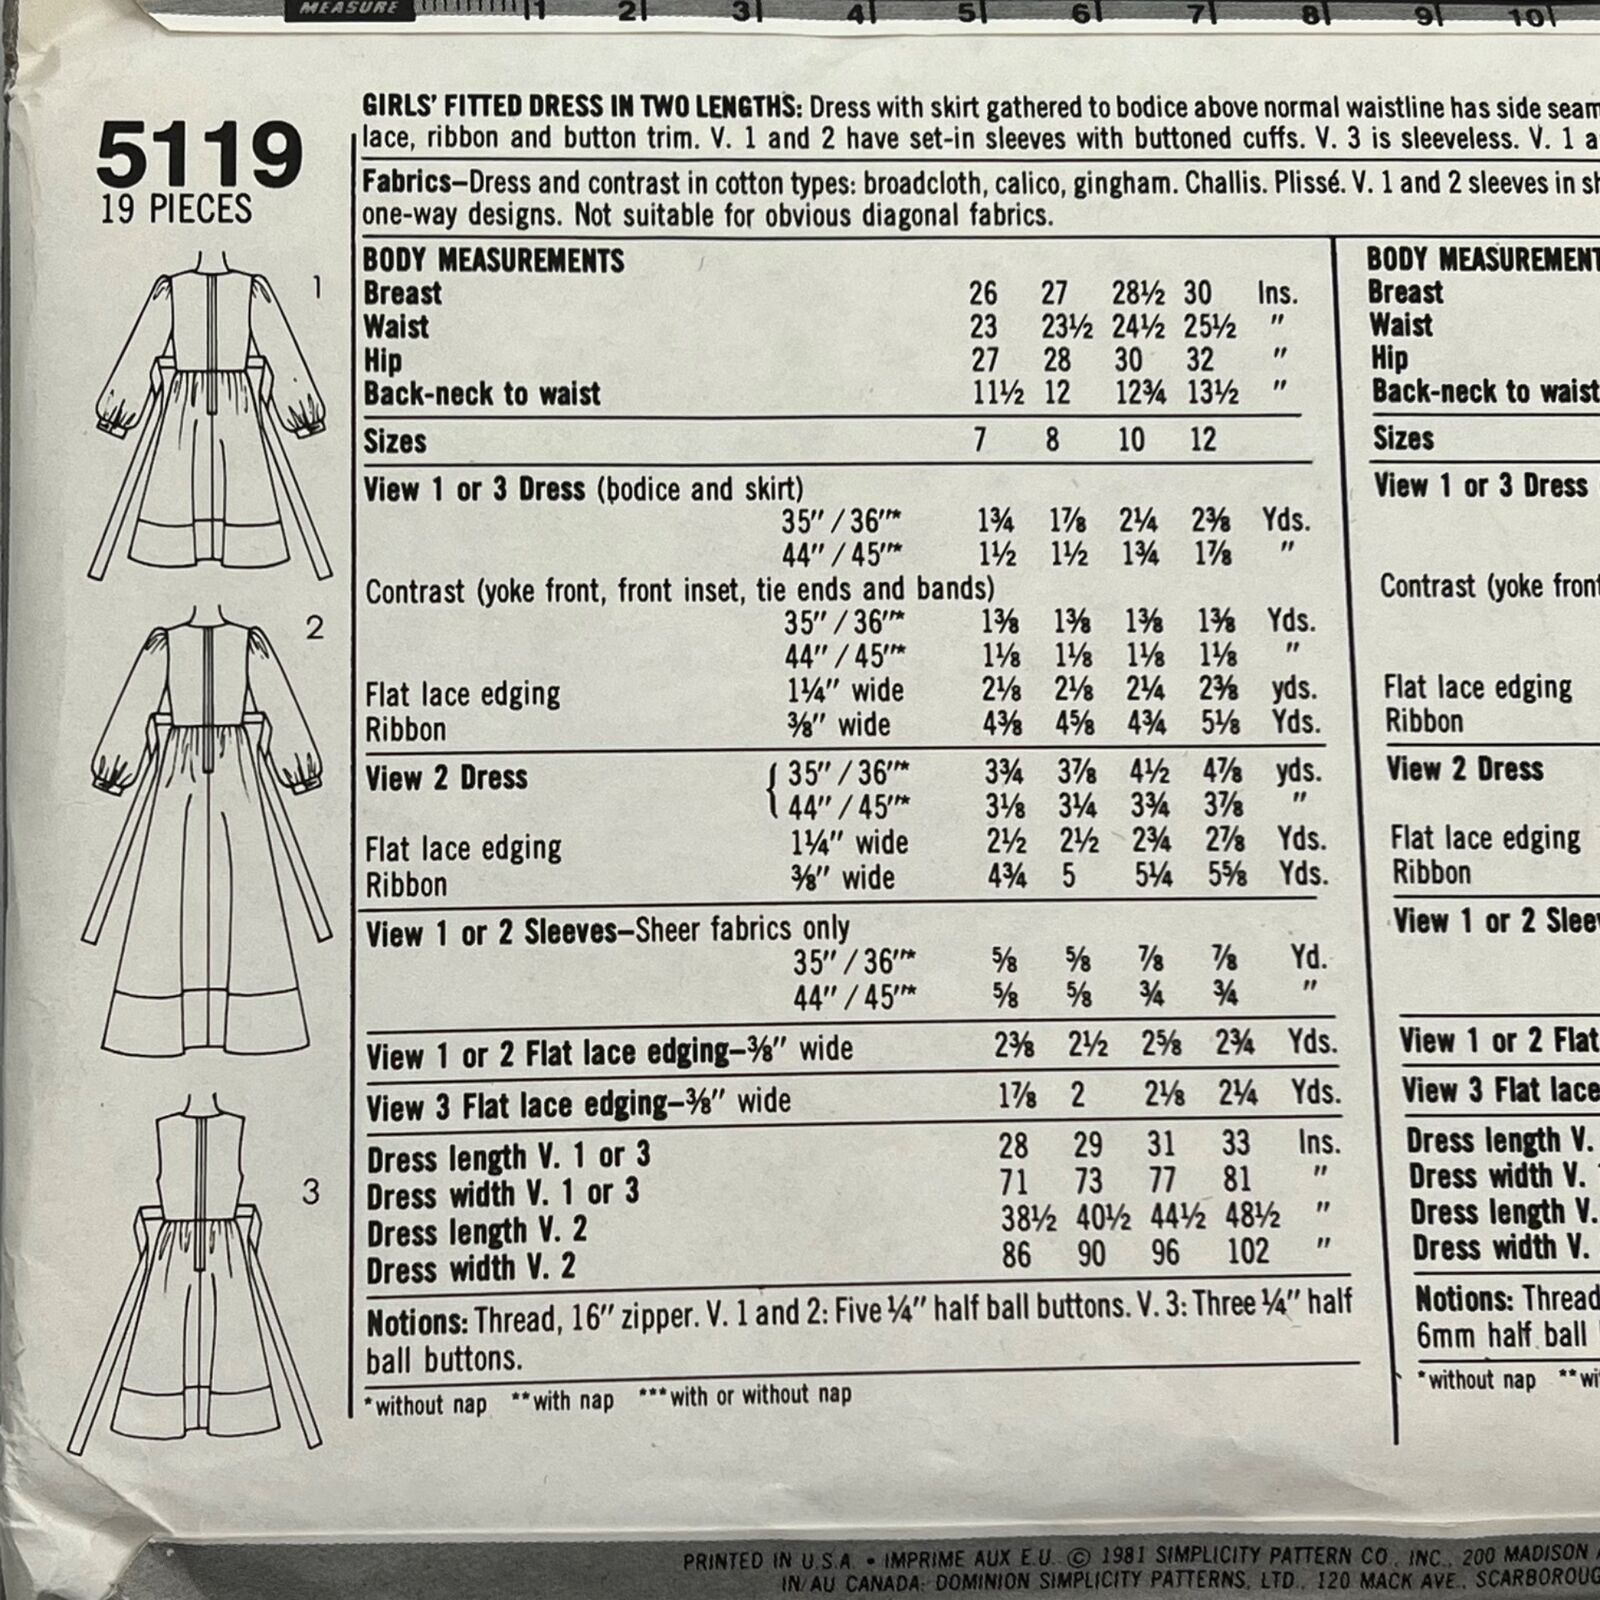 MEASURE 1 2 3 4 5 6 7 8 9 10
5119
19 PIECES
1
2
3
GIRLS' FITTED DRESS IN TWO LENGTHS: Dress with skirt gathered to bodice above normal waistline has side seam
lace, ribbon and button trim. V. 1 and 2 have set-in sleeves with buttoned cuffs. V. 3 is sleeveless. V. 1 a
Fabrics–Dress and contrast in cotton types: broadcloth, calico, gingham. Challis. Plissé. V. 1 and 2 sleeves in sh
one-way designs. Not suitable for obvious diagonal fabrics.
BODY MEASUREMENTS
Breast 26 27 28½ 30 Ins.
Waist 23 23½ 24½ 25½ "
Hip 27 28 30 32 "
Back-neck to waist 11½ 12 12¾ 13½ "
Sizes 7 8 10 12
View 1 or 3 Dress (bodice and skirt)
35"/36"** 1¾ 1⅞ 2¼ 2⅜ Yds.
44"/45"** 1½ 1½ 1¾ 1⅞ "
Contrast (yoke front, front inset, tie ends and bands)
35"/36"** 1⅜ 1⅜ 1⅜ 1⅜ Yds.
44"/45"** 1⅛ 1⅛ 1⅛ 1⅛ "
Flat lace edging 1¼" wide 2⅛ 2⅛ 2¼ 2⅜ yds.
Ribbon ⅜" wide 4⅜ 4⅝ 4¾ 5⅛ Yds.
View 2 Dress { 35"/36"** 3¾ 3⅞ 4½ 4⅞ yds.
44"/45"** 3⅛ 3¼ 3¾ 3⅞ "
Flat lace edging 1¼" wide 2½ 2½ 2¾ 2⅞ Yds.
Ribbon ⅜" wide 4¾ 5 5¼ 5⅝ Yds.
View 1 or 2 Sleeves–Sheer fabrics only
35"/36"** ⅝ ⅝ ⅞ ⅞ Yd.
44"/45"** ⅝ ⅝ ¾ ¾ "
View 1 or 2 Flat lace edging–⅜" wide 2⅜ 2½ 2⅝ 2¾ Yds.
View 3 Flat lace edging–⅜" wide 1⅞ 2 2⅛ 2¼ Yds.
Dress length V. 1 or 3 28 29 31 33 Ins.
Dress width V. 1 or 3 71 73 77 81 "
Dress length V. 2 38½ 40½ 44½ 48½ "
Dress width V. 2 86 90 96 102 "
Notions: Thread, 16" zipper. V. 1 and 2: Five ¼" half ball buttons. V. 3: Three ¼" half
ball buttons.
*without nap **with nap ***with or without nap
BODY MEASUREMENT
Breast
Waist
Hip
Back-neck to waist
Sizes
View 1 or 3 Dress
Contrast (yoke front
Flat lace edging
Ribbon
View 2 Dress
Flat lace edging
Ribbon
View 1 or 2 Sleev
View 1 or 2 Flat
View 3 Flat lace
Dress length V.
Dress width V.
Dress length V.
Dress width V.
Notions: Thread
6mm half ball
*without nap **wi
PRINTED IN U.S.A. • IMPRIME AUX E.U. © 1981 SIMPLICITY PATTERN CO., INC., 200 MADISON
IN/AU CANADA: DOMINION SIMPLICITY PATTERNS, LTD., 120 MACK AVE., SCARBOROUG